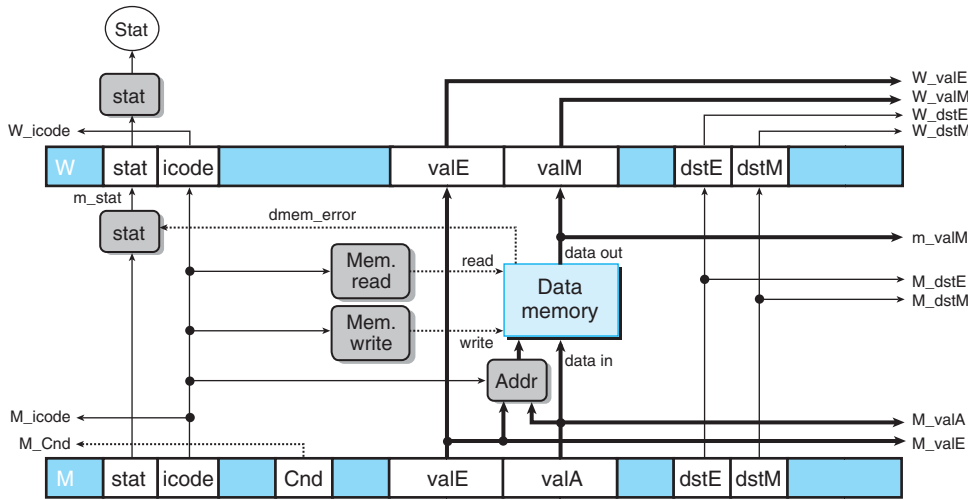 Stat
W_valE
stat
W_valM
W_dstE
W_icode
W_dstM
W stat icode valE valM dstE dstM
m_stat
dmem_error
stat
m_valM
data out
Mem. read
read
Data memory
M_dstE
M_dstM
Mem. write
write
data in
Addr
M_icode
M_valA
M_Cnd
M_valE
M stat icode Cnd valE valA dstE dstM